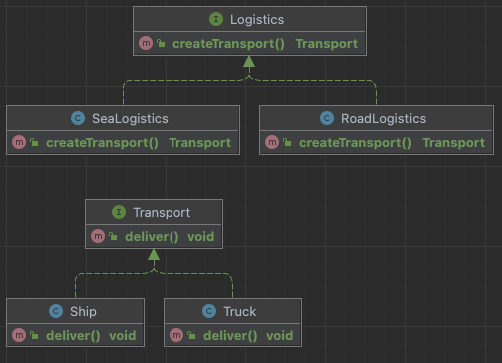 I Logistics
m createTransport() Transport
C SeaLogistics
m createTransport() Transport
C RoadLogistics
m createTransport() Transport
I Transport
m deliver() void
C Ship
m deliver() void
C Truck
m deliver() void